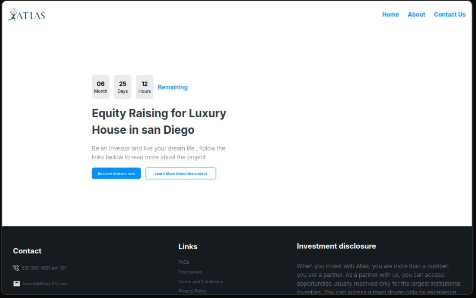 ATLAS
Home About Contact Us
06 25 12 Remaining
Month Days Hours
Equity Raising for Luxury
House in san Diego
Be an investor and live your dream life , follow the
links bellow to read more about the project
Become investor now Learn More About the project
Contact Links Investment disclosure
FAQs
Disclosures
Terms and Conditions
Privacy Policy
When you invest with Atlas, you are more than a number,
you are a partner. As a partner with us, you can access
opportunities usually reserved only for the largest institutional
investors. You can access a team driven only by excellence